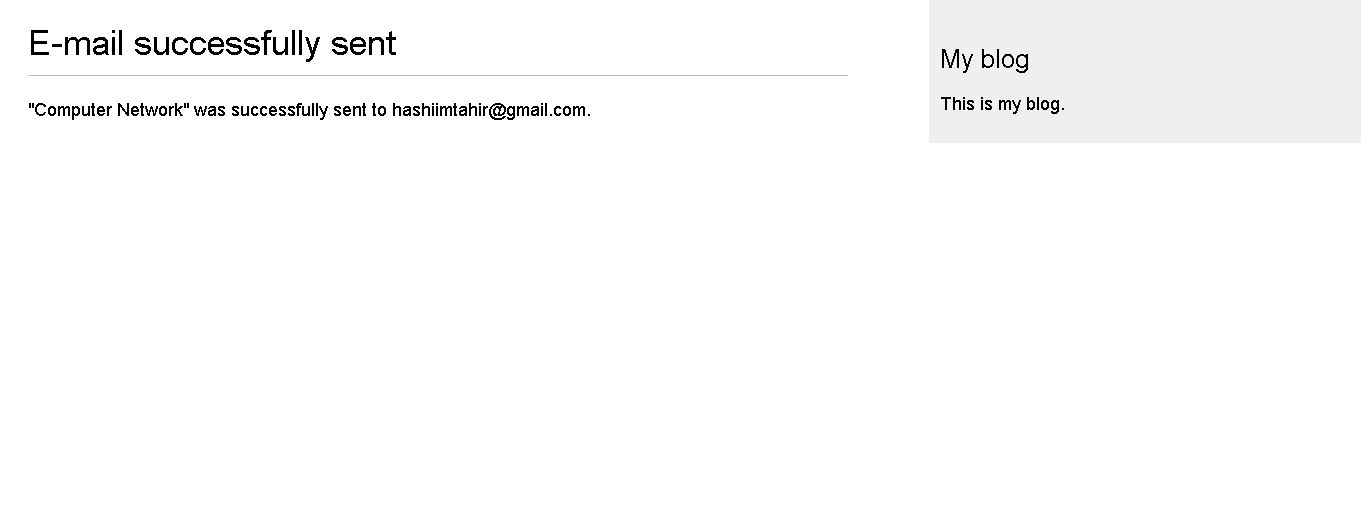 E-mail successfully sent
"Computer Network" was successfully sent to hashiimtahir@gmail.com.
My blog
This is my blog.